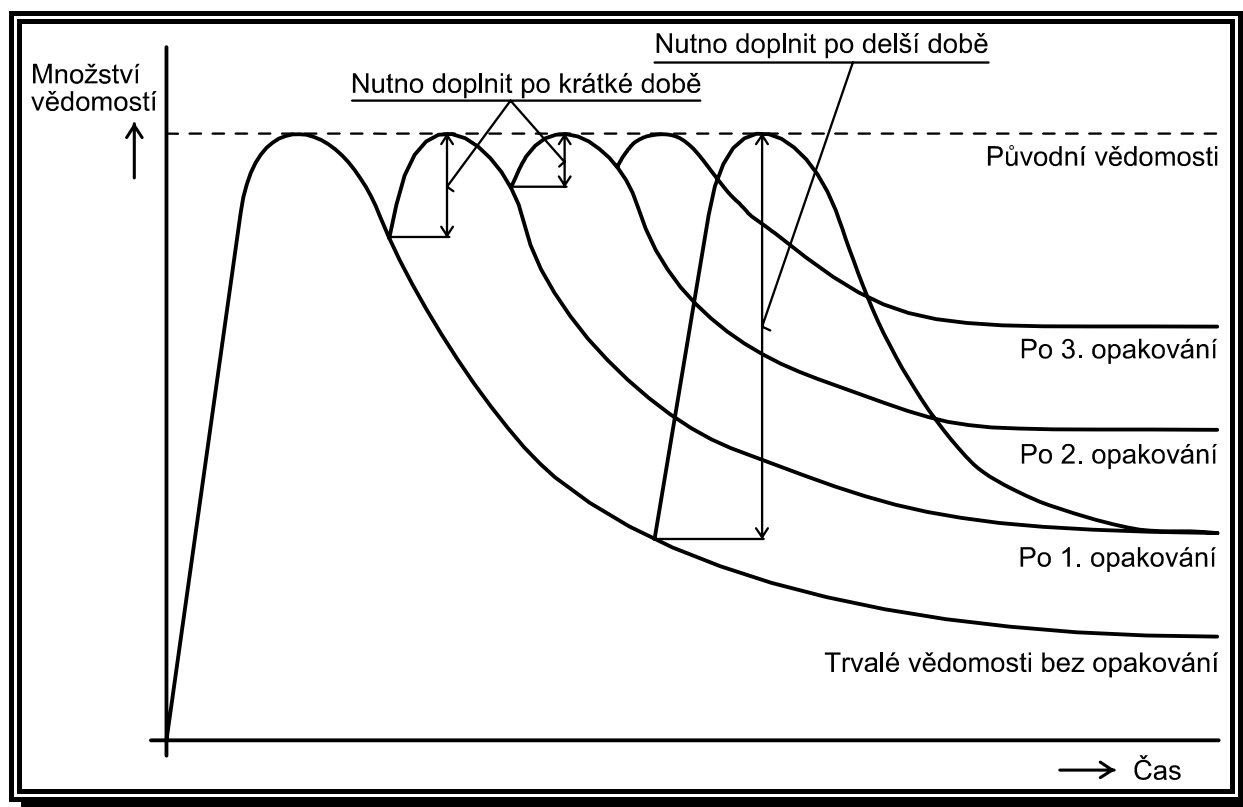 Nutno doplnit po delší době
Množství
vědomostí
Nutno doplnit po krátké době
Původní vědomosti
Po 3. opakování
Po 2. opakování
Po 1. opakování
Trvalé vědomosti bez opakování
Čas